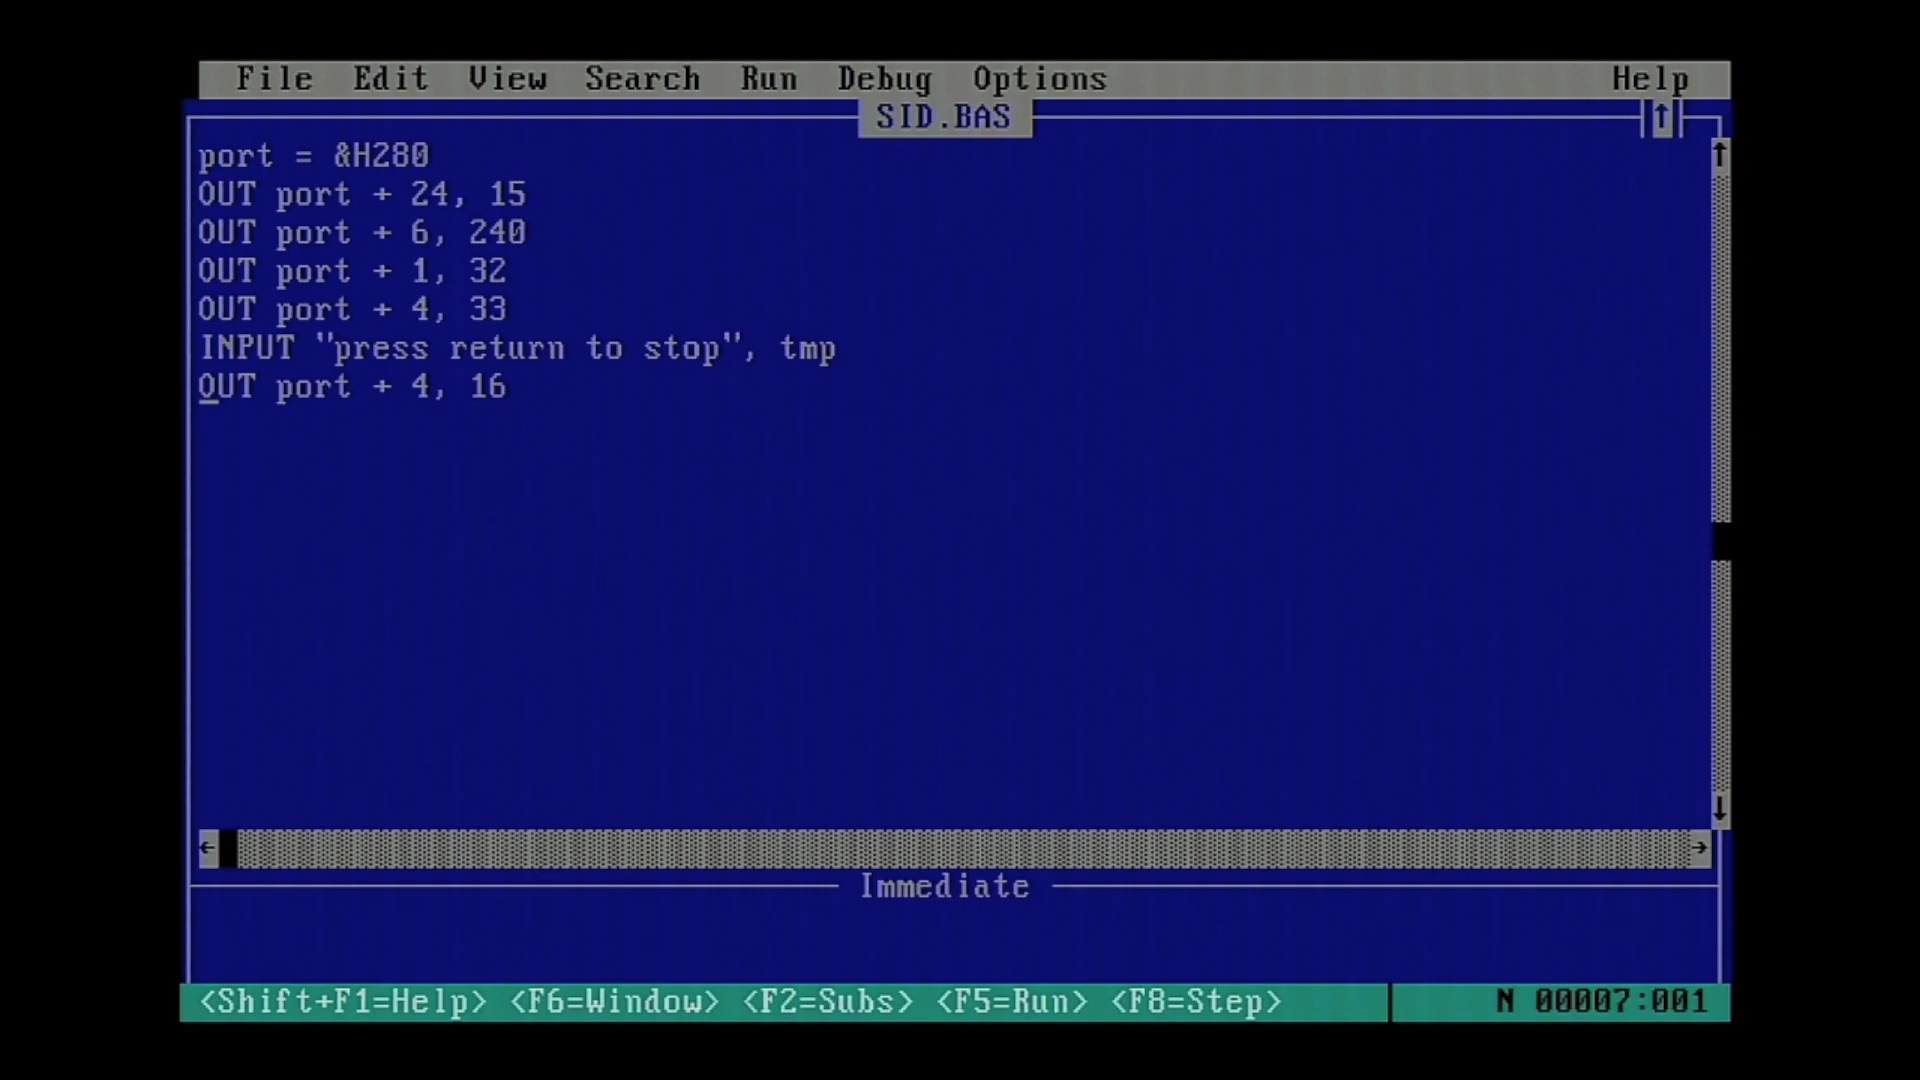 File Edit View Search Run Debug Options Help
SID.BAS
port = &H280
OUT port + 24, 15
OUT port + 6, 240
OUT port + 1, 32
OUT port + 4, 33
INPUT "press return to stop", tmp
OUT port + 4, 16
Immediate
<Shift+F1=Help> <F6=Window> <F2=Subs> <F5=Run> <F8=Step> N 00007:001